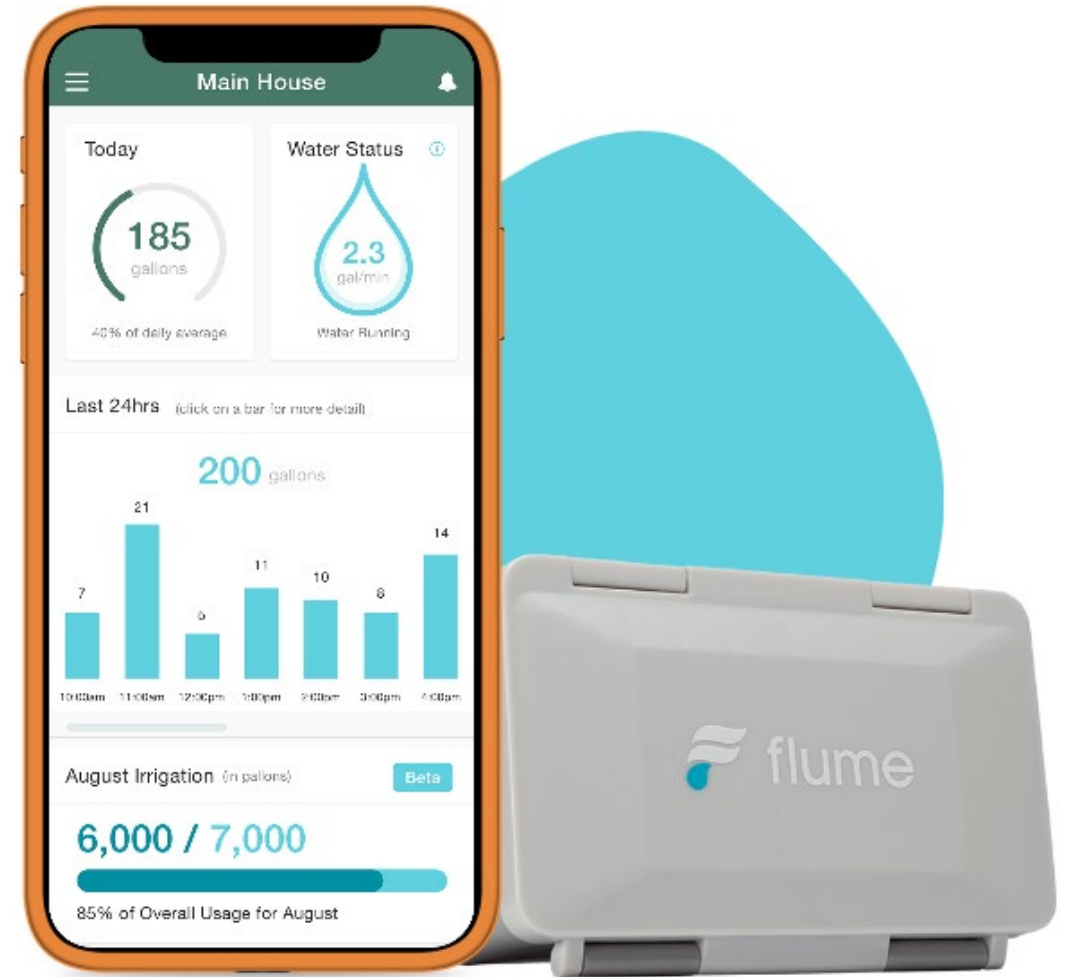 Main House
Today
Water Status
185
gallons
40% of daily average
2.3
gal/min
Water Running
Last 24hrs (click on a bar for more detail)
200 gallons
7
21
11
10
8
14
10:00am 11:00am 12:00pm 1:00pm 2:00pm 3:00pm 4:00pm
August Irrigation (in gallons)
Beta
6,000 / 7,000
85% of Overall Usage for August
flume